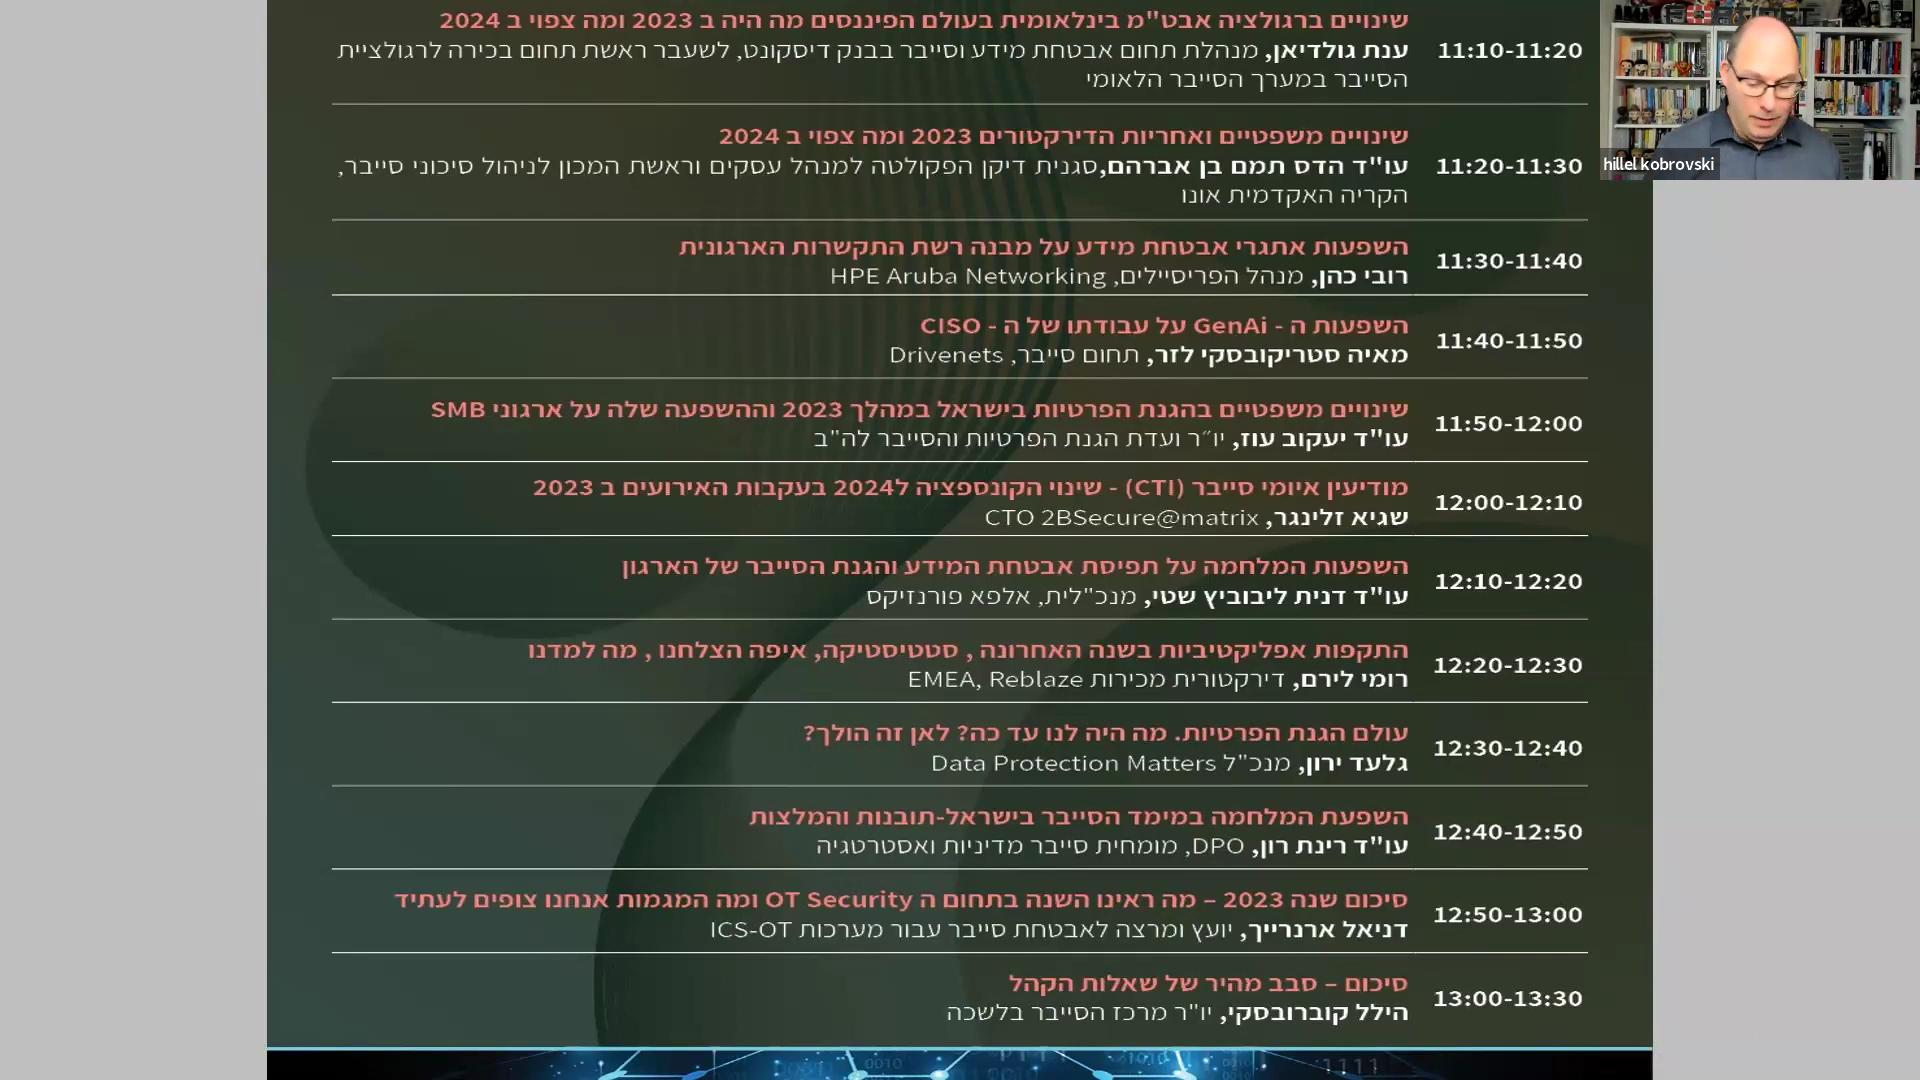 שינויים ברגולציה אבט"מ בינלאומית בעולם הפיננסים מה היה ב 2023 ומה צפוי ב 2024
11:10-11:20
ענת גולדיאן, מנהלת תחום אבטחת מידע וסייבר בבנק דיסקונט, לשעבר ראשת תחום בכירה לרגולציית
הסייבר במערך הסייבר הלאומי
שינויים משפטיים ואחריות הדירקטורים 2023 ומה צפוי ב 2024
11:20-11:30
עו"ד הדס תמם בן אברהם,סגנית דיקן הפקולטה למנהל עסקים וראשת המכון לניהול סיכוני סייבר,
הקריה האקדמית אונו
השפעות אתגרי אבטחת מידע על מבנה רשת התקשרות הארגונית
11:30-11:40
רובי כהן, מנהל הפריסיילים, HPE Aruba Networking
השפעות ה - GenAi על עבודתו של ה - CISO
11:40-11:50
מאיה סטריקובסקי לזר, תחום סייבר, Drivenets
שינויים משפטיים בהגנת הפרטיות בישראל במהלך 2023 וההשפעה שלה על ארגוני SMB
11:50-12:00
עו"ד יעקוב עוז, יו״ר ועדת הגנת הפרטיות והסייבר לה"ב
מודיעין איומי סייבר (CTI) - שינוי הקונספציה ל2024 בעקבות האירועים ב 2023
12:00-12:10
שגיא זלינגר, CTO 2BSecure@matrix
השפעות המלחמה על תפיסת אבטחת המידע והגנת הסייבר של הארגון
12:10-12:20
עו"ד דנית ליבוביץ שטי, מנכ"לית, אלפא פורנזיקס
התקפות אפליקטיביות בשנה האחרונה , סטטיסטיקה, איפה הצלחנו , מה למדנו
12:20-12:30
רומי לירם, דירקטורית מכירות EMEA, Reblaze
עולם הגנת הפרטיות. מה היה לנו עד כה? לאן זה הולך?
12:30-12:40
גלעד ירון, מנכ"ל Data Protection Matters
השפעת המלחמה במימד הסייבר בישראל-תובנות והמלצות
12:40-12:50
עו"ד רינת רון, DPO, מומחית סייבר מדיניות ואסטרטגיה
סיכום שנה 2023 – מה ראינו השנה בתחום ה OT Security ומה המגמות אנחנו צופים לעתיד
12:50-13:00
דניאל ארנרייך, יועץ ומרצה לאבטחת סייבר עבור מערכות ICS-OT
סיכום – סבב מהיר של שאלות הקהל
13:00-13:30
הילל קוברובסקי, יו"ר מרכז הסייבר בלשכה
hillel kobrovski